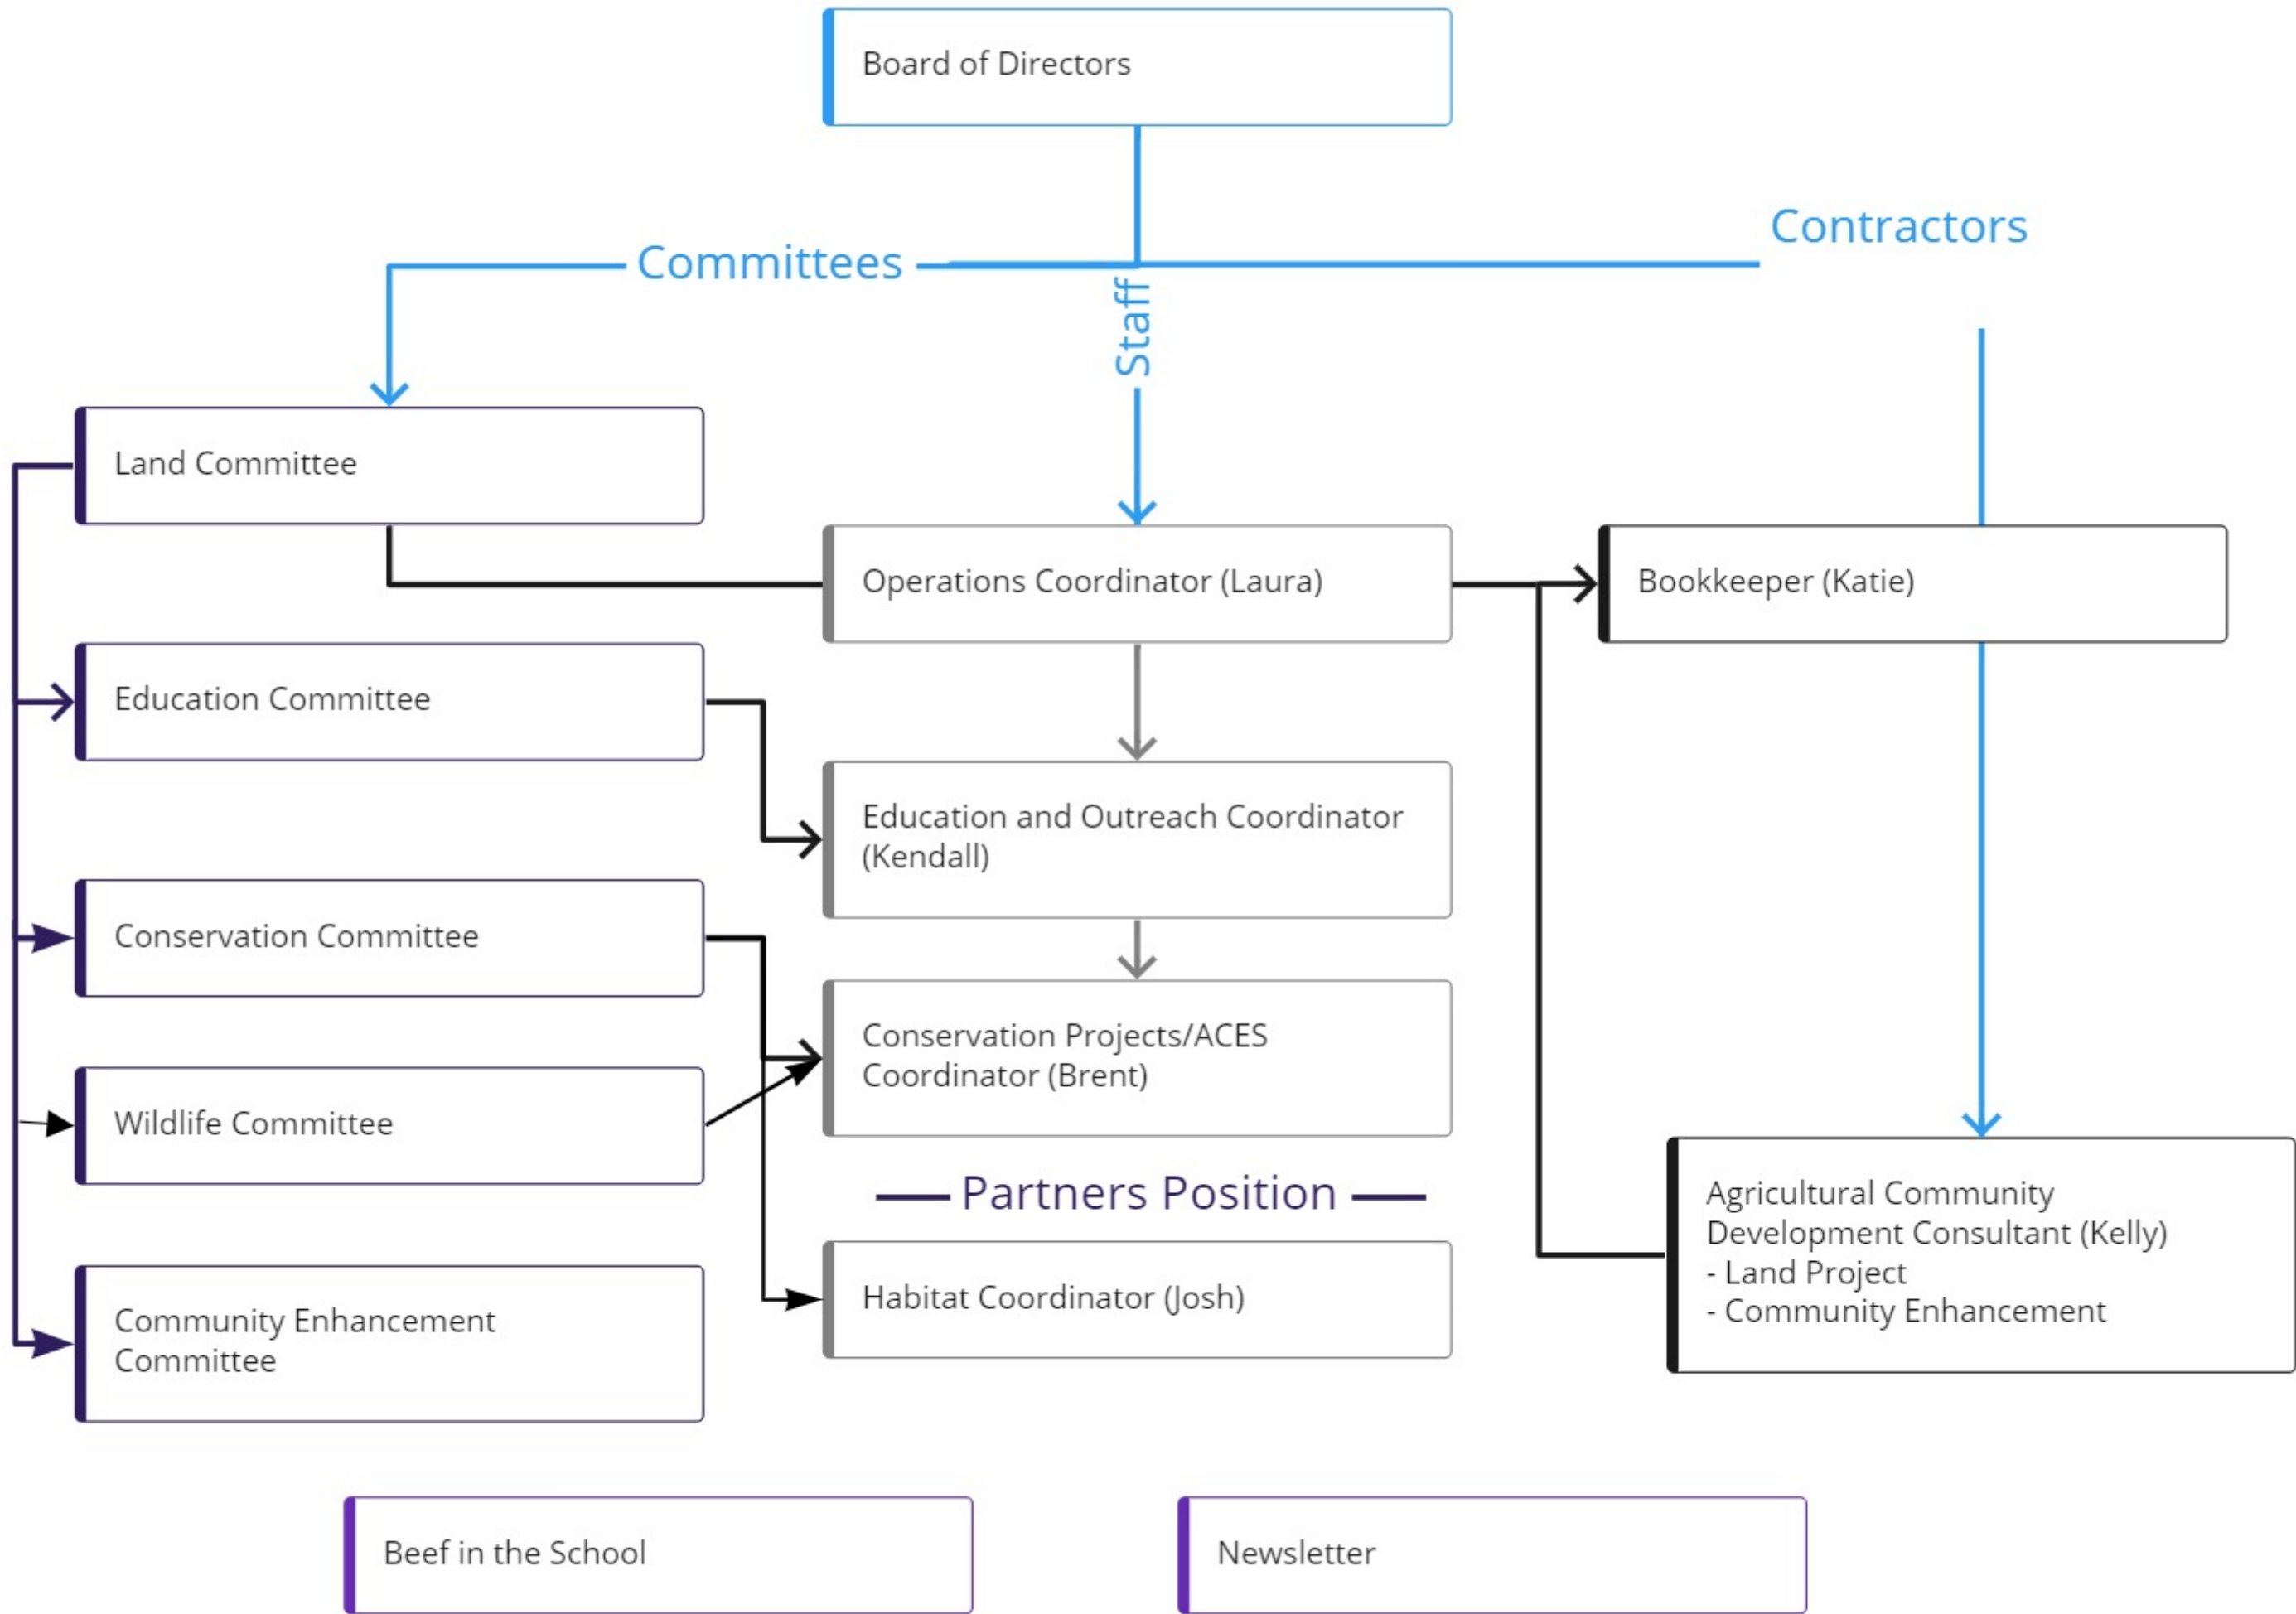 Board of Directors
Contractors
Committees
Staff
Land Committee
Operations Coordinator (Laura)
Bookkeeper (Katie)
Education Committee
Education and Outreach Coordinator
(Kendall)
Conservation Committee
Conservation Projects/ACES
Coordinator (Brent)
Wildlife Committee
Partners Position
Agricultural Community
Development Consultant (Kelly)
- Land Project
- Community Enhancement
Habitat Coordinator (Josh)
Community Enhancement
Committee
Beef in the School
Newsletter